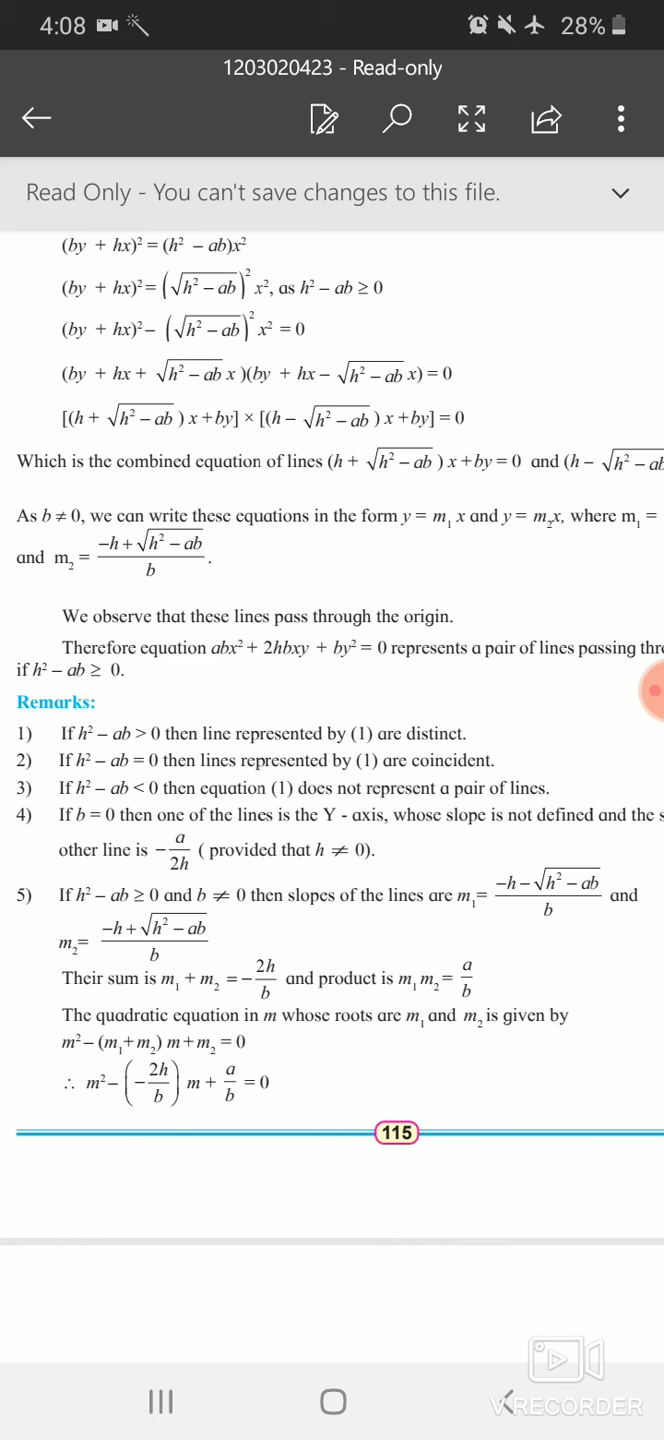 4:08
28%
1203020423 - Read-only
Read Only - You can't save changes to this file.
(by + hx)² = (h² – ab)x²
(by + hx)² = (√(h² – ab))² x², as h² – ab ≥ 0
(by + hx)² – (√(h² – ab))² x² = 0
(by + hx + √(h² – ab) x )(by + hx – √(h² – ab) x) = 0
[(h + √(h² – ab) ) x + by] × [(h – √(h² – ab) ) x + by] = 0
Which is the combined equation of lines (h + √(h² – ab) ) x + by = 0 and (h – √(h² – ab
As b ≠ 0, we can write these equations in the form y = m₁ x and y = m₂x, where m₁ =
and m₂ = (–h + √(h² – ab))/b .
We observe that these lines pass through the origin.
Therefore equation abx² + 2hbxy + by² = 0 represents a pair of lines passing thr
if h² – ab ≥ 0.
Remarks:
1) If h² – ab > 0 then line represented by (1) are distinct.
2) If h² – ab = 0 then lines represented by (1) are coincident.
3) If h² – ab < 0 then equation (1) does not represent a pair of lines.
4) If b = 0 then one of the lines is the Y - axis, whose slope is not defined and the s
other line is –a/2h ( provided that h ≠ 0).
5) If h² – ab ≥ 0 and b ≠ 0 then slopes of the lines are m₁= (–h – √(h² – ab))/b and
m₂= (–h + √(h² – ab))/b
Their sum is m₁ + m₂ = –2h/b and product is m₁ m₂ = a/b
The quadratic equation in m whose roots are m₁ and m₂ is given by
m² – (m₁+ m₂) m + m₂ = 0
∴ m² – (–2h/b) m + a/b = 0
115
V RECORDER